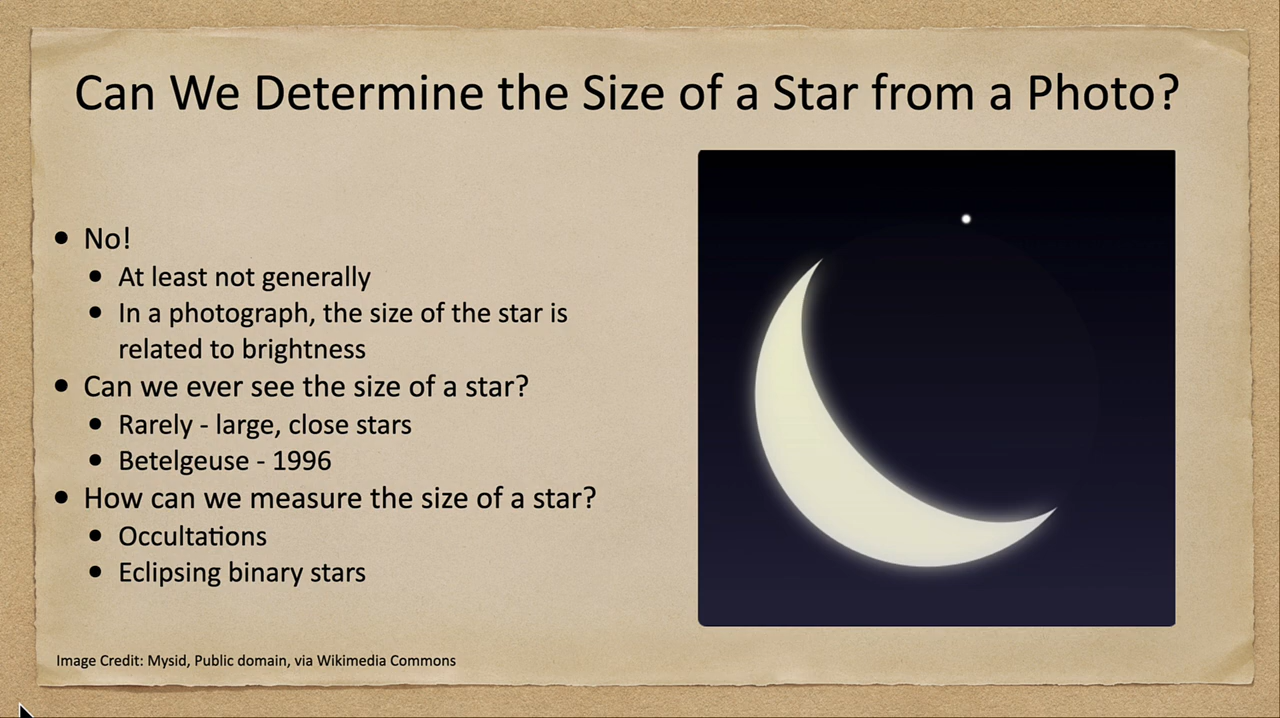 Can We Determine the Size of a Star from a Photo?
• No!
• At least not generally
• In a photograph, the size of the star is
related to brightness
• Can we ever see the size of a star?
• Rarely - large, close stars
• Betelgeuse - 1996
• How can we measure the size of a star?
• Occultations
• Eclipsing binary stars
Image Credit: Mysid, Public domain, via Wikimedia Commons